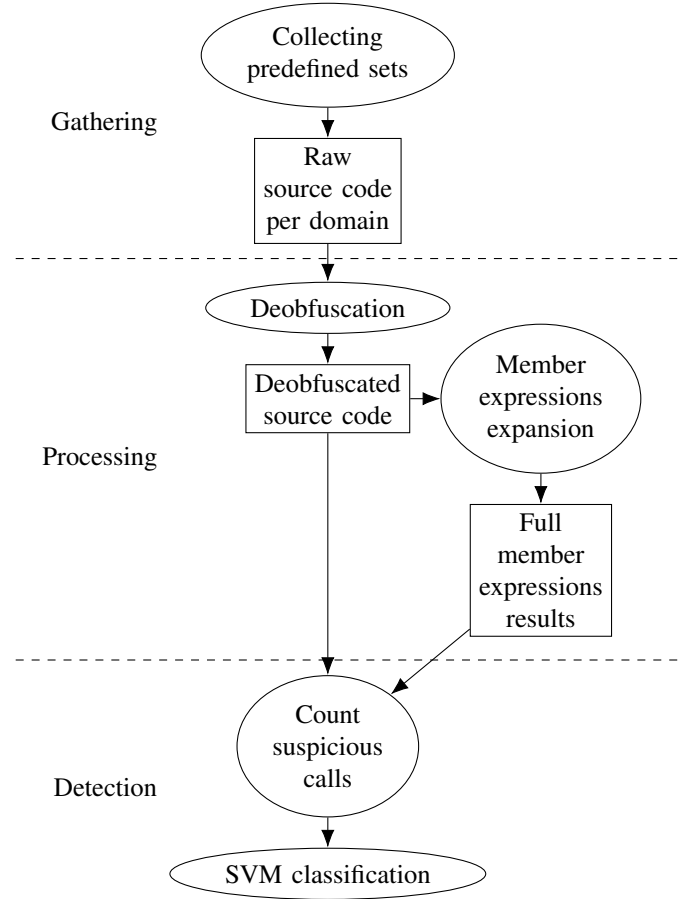 Collecting
predefined sets
Gathering
Raw
source code
per domain
Deobfuscation
Deobfuscated
source code
Member
expressions
expansion
Processing
Full
member
expressions
results
Count
suspicious
calls
Detection
SVM classification